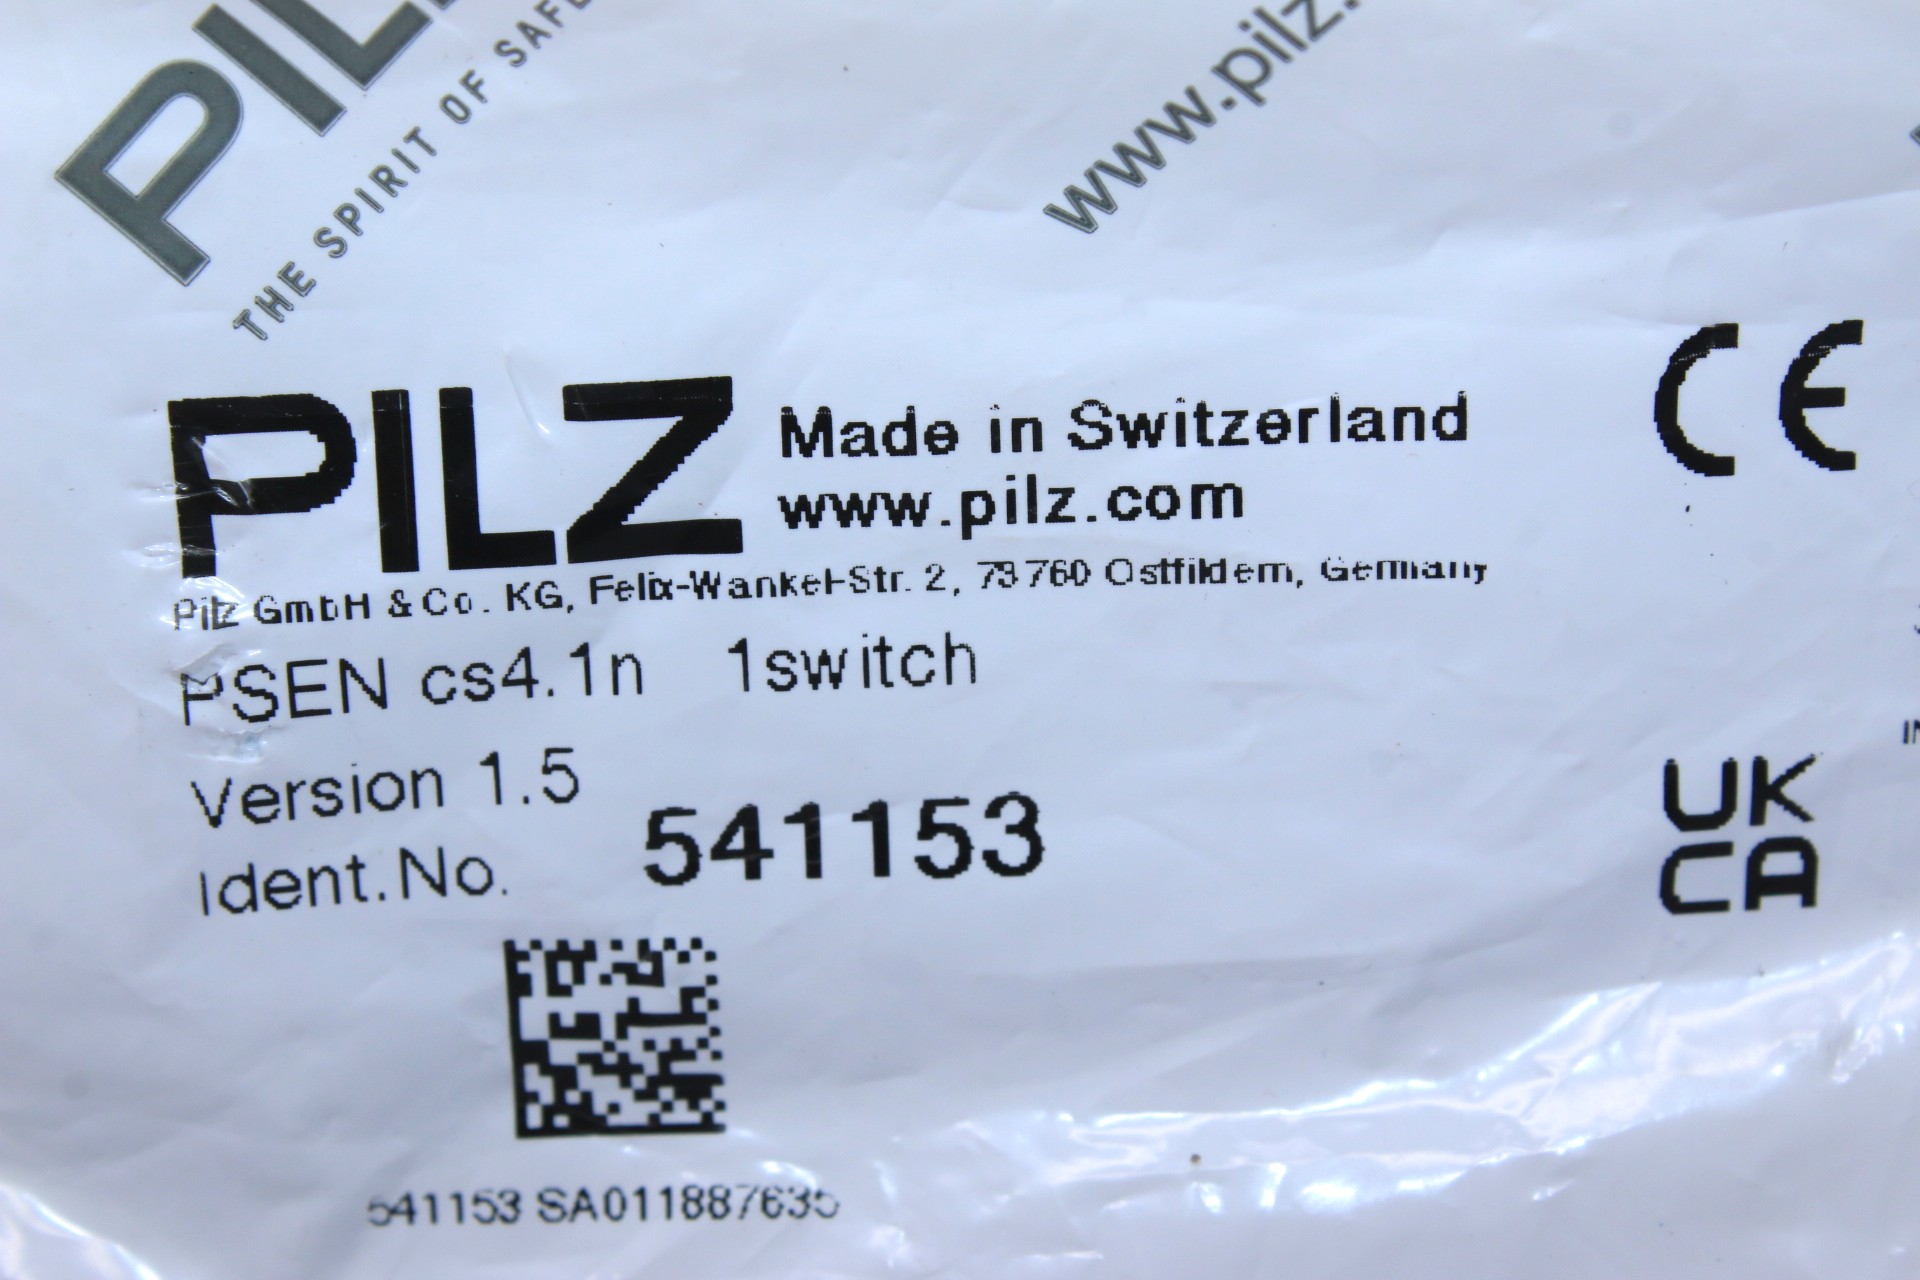 PILZ
THE SPIRIT OF SAFE
www.pilz.
PILZ
Made in Switzerland
www.pilz.com
CE
Pilz GmbH & Co. KG, Felix-Wankel-Str. 2, 73760 Ostfildern, Germany
PSEN cs4.1n 1switch
Version 1.5
Ident.No. 541153
UK
CA
541153 SA011887635